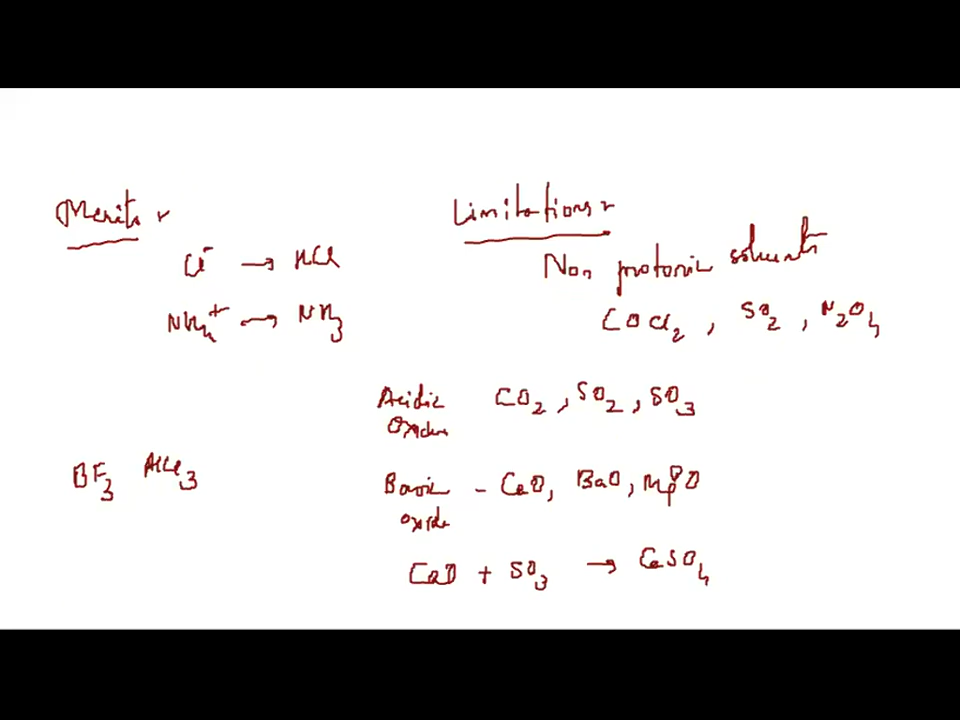 Merits :
Cl⁻ → HCl
NH₄⁺ → NH₃
BF₃ AlCl₃
Limitations :
Non protonic solvents
COCl₂ , SO₂ , N₂O₄
Acidic CO₂ , SO₂ , SO₃
Oxides
Basic - CaO, BaO, MgO
oxide
CaO + SO₃ → CaSO₄